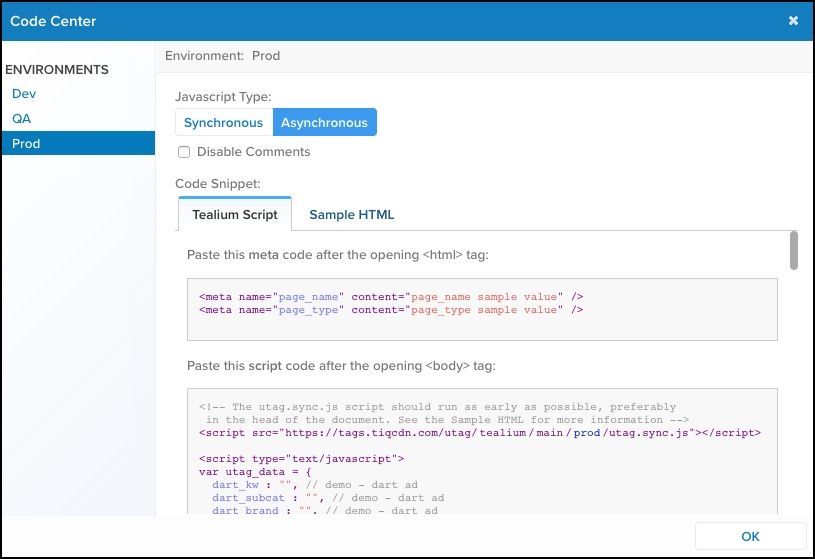 Code Center
ENVIRONMENTS
Dev
QA
Prod
Environment: Prod
Javascript Type:
Synchronous Asynchronous
Disable Comments
Code Snippet:
Tealium Script Sample HTML
Paste this meta code after the opening <html> tag:
<meta name="page_name" content="page_name sample value" />
<meta name="page_type" content="page_type sample value" />
Paste this script code after the opening <body> tag:
<!-- The utag.sync.js script should run as early as possible, preferably
in the head of the document. See the Sample HTML for more information -->
<script src="https://tags.tiqcdn.com/utag/tealium/main/prod/utag.sync.js"></script>
<script type="text/javascript">
var utag_data = {
dart_kw : "", // demo - dart ad
dart_subcat : "", // demo - dart ad
dart_brand : "", // demo - dart ad
OK